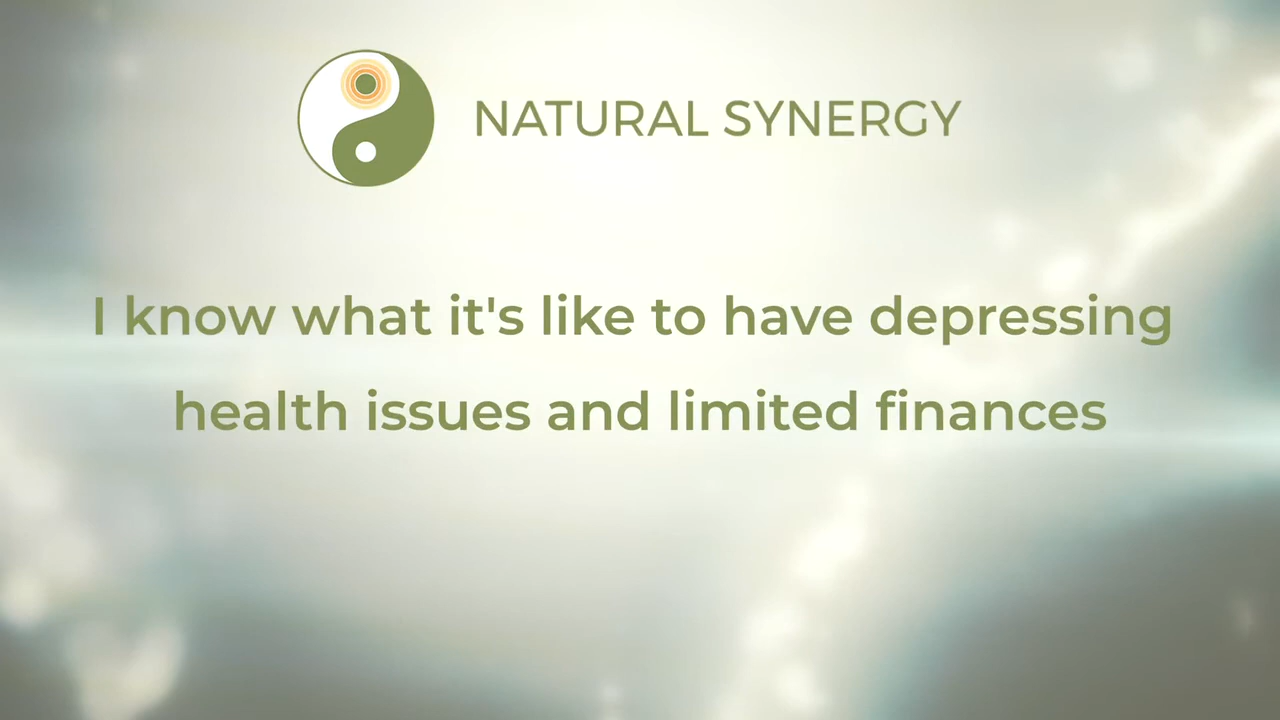 NATURAL SYNERGY
I know what it's like to have depressing
health issues and limited finances